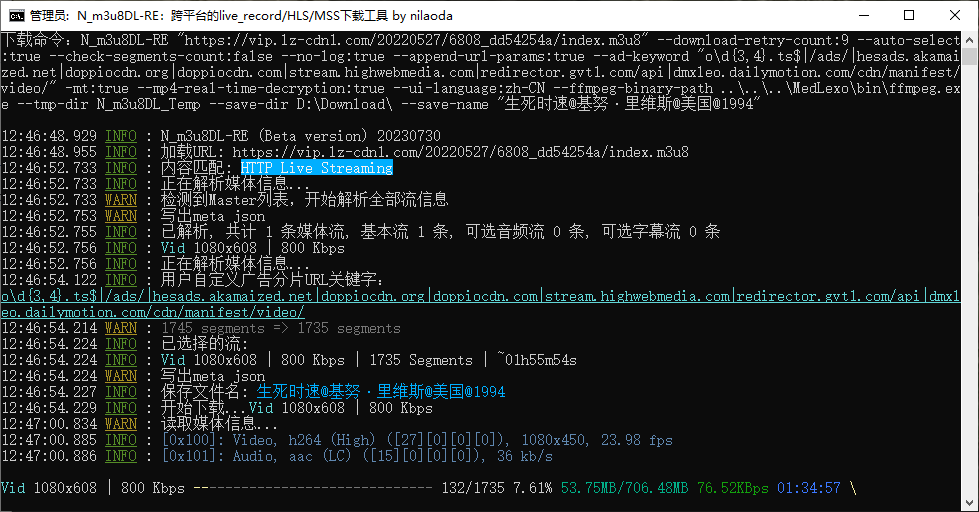 管理员: N_m3u8DL-RE：跨平台的live_record/HLS/MSS下载工具 by nilaoda
下载命令：N_m3u8DL-RE "https://vip.lz-cdn1.com/20220527/6808_dd54254a/index.m3u8" --download-retry-count:9 --auto-select
:true --check-segments-count:false --no-log:true --append-url-params:true --ad-keyword "o\d{3,4}.ts$|/ads/|hesads.akamai
zed.net|doppiocdn.org|doppiocdn.com|stream.highwebmedia.com|redirector.gvt1.com/api|dmxleo.dailymotion.com/cdn/manifest/
video/" -mt:true --mp4-real-time-decryption:true --ui-language:zh-CN --ffmpeg-binary-path ..\..\..\MedLexo\bin\ffmpeg.ex
e --tmp-dir N_m3u8DL_Temp --save-dir D:\Download\ --save-name "生死时速@基努·里维斯@美国@1994"
12:46:48.929 INFO : N_m3u8DL-RE (Beta version) 20230730
12:46:48.955 INFO : 加载URL: https://vip.lz-cdn1.com/20220527/6808_dd54254a/index.m3u8
12:46:52.733 INFO : 内容匹配: HTTP Live Streaming
12:46:52.733 INFO : 正在解析媒体信息...
12:46:52.733 WARN : 检测到Master列表，开始解析全部流信息
12:46:52.753 WARN : 写出meta json
12:46:52.755 INFO : 已解析, 共计 1 条媒体流, 基本流 1 条, 可选音频流 0 条, 可选字幕流 0 条
12:46:52.756 INFO : Vid 1080x608 | 800 Kbps
12:46:52.756 INFO : 正在解析媒体信息...
12:46:54.122 INFO : 用户自定义广告分片URL关键字：
o\d{3,4}.ts$|/ads/|hesads.akamaized.net|doppiocdn.org|doppiocdn.com|stream.highwebmedia.com|redirector.gvt1.com/api|dmxl
eo.dailymotion.com/cdn/manifest/video/
12:46:54.214 WARN : 1745 segments => 1735 segments
12:46:54.224 INFO : 已选择的流:
12:46:54.224 INFO : Vid 1080x608 | 800 Kbps | 1735 Segments | ~01h55m54s
12:46:54.224 WARN : 写出meta json
12:46:54.227 INFO : 保存文件名: 生死时速@基努·里维斯@美国@1994
12:46:54.229 INFO : 开始下载...Vid 1080x608 | 800 Kbps
12:47:00.834 WARN : 读取媒体信息...
12:47:00.885 INFO : [0x100]: Video, h264 (High) ([27][0][0][0]), 1080x450, 23.98 fps
12:47:00.886 INFO : [0x101]: Audio, aac (LC) ([15][0][0][0]), 36 kb/s
Vid 1080x608 | 800 Kbps ------------------------------ 132/1735 7.61% 53.75MB/706.48MB 76.52KBps 01:34:57 \